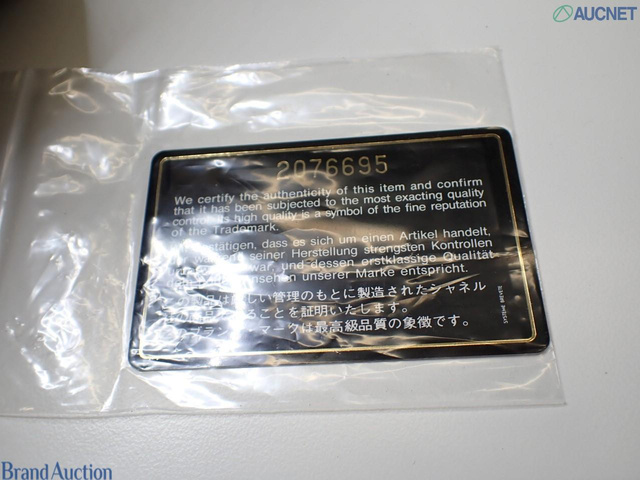 AUCNET
2076695
We certify the authenticity of this item and confirm
that it has been subjected to the most exacting quality
high quality is a symbol of the fine reputation
of the Trademark.
dass es sich um einen Artikel handelt,
seiner Herstellung strengsten Kontrollen
und dessen erstklassige Qualität
unserer Marke entspricht.
管理のもとに製造されたシャネル
ことを証明いたします。
マークは最高級品質の象徴です。
Brand Auction